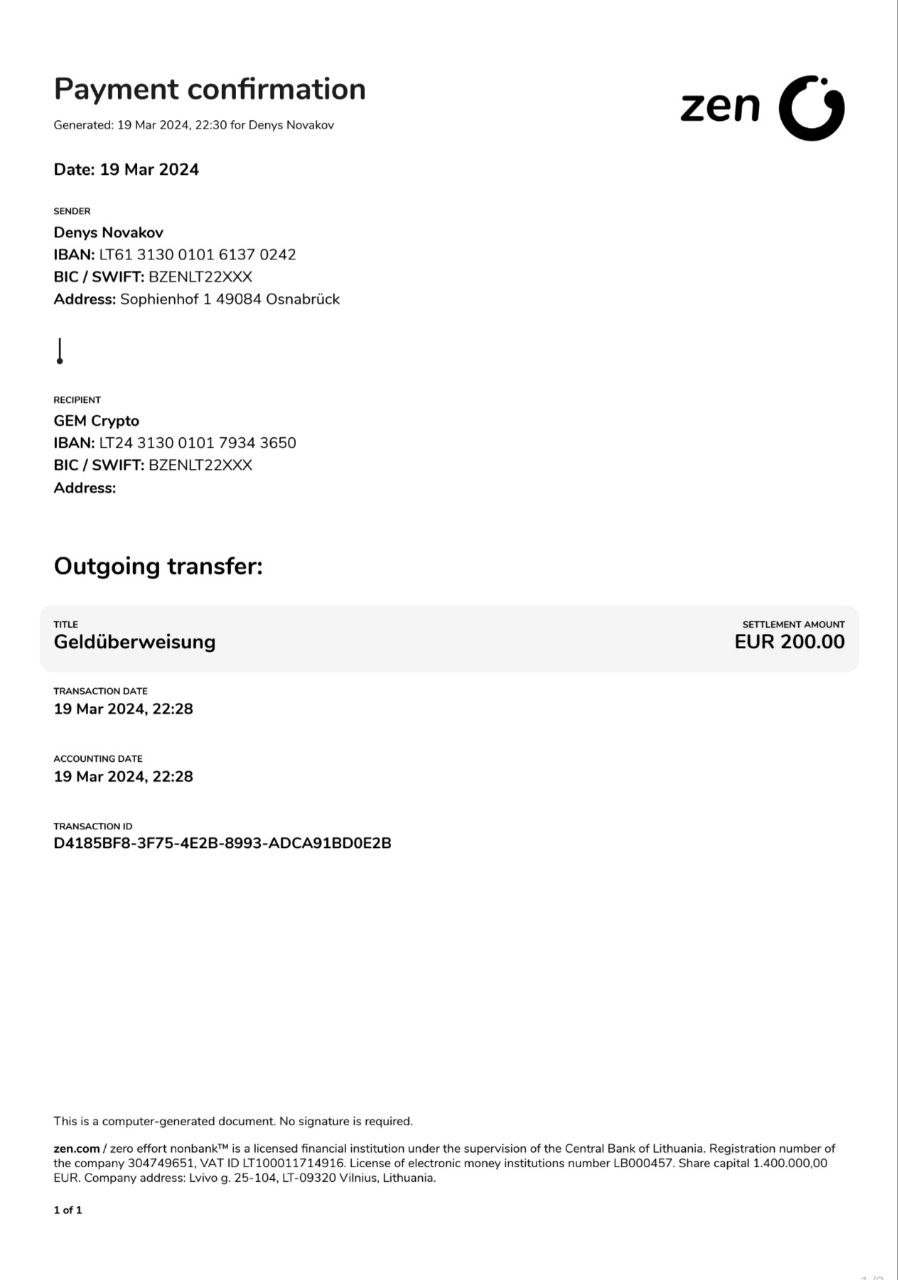 Payment confirmation
zen
Generated: 19 Mar 2024, 22:30 for Denys Novakov
Date: 19 Mar 2024
SENDER
Denys Novakov
IBAN: LT61 3130 0101 6137 0242
BIC / SWIFT: BZENLT22XXX
Address: Sophienhof 1 49084 Osnabrück
RECIPIENT
GEM Crypto
IBAN: LT24 3130 0101 7934 3650
BIC / SWIFT: BZENLT22XXX
Address:
Outgoing transfer:
TITLE
SETTLEMENT AMOUNT
Geldüberweisung
EUR 200.00
TRANSACTION DATE
19 Mar 2024, 22:28
ACCOUNTING DATE
19 Mar 2024, 22:28
TRANSACTION ID
D4185BF8-3F75-4E2B-8993-ADCA91BD0E2B
This is a computer-generated document. No signature is required.
zen.com / zero effort nonbank™ is a licensed financial institution under the supervision of the Central Bank of Lithuania. Registration number of
the company 304749651, VAT ID LT100011714916. License of electronic money institutions number LB000457. Share capital 1.400.000,00
EUR. Company address: Lvivo g. 25-104, LT-09320 Vilnius, Lithuania.
1 of 1